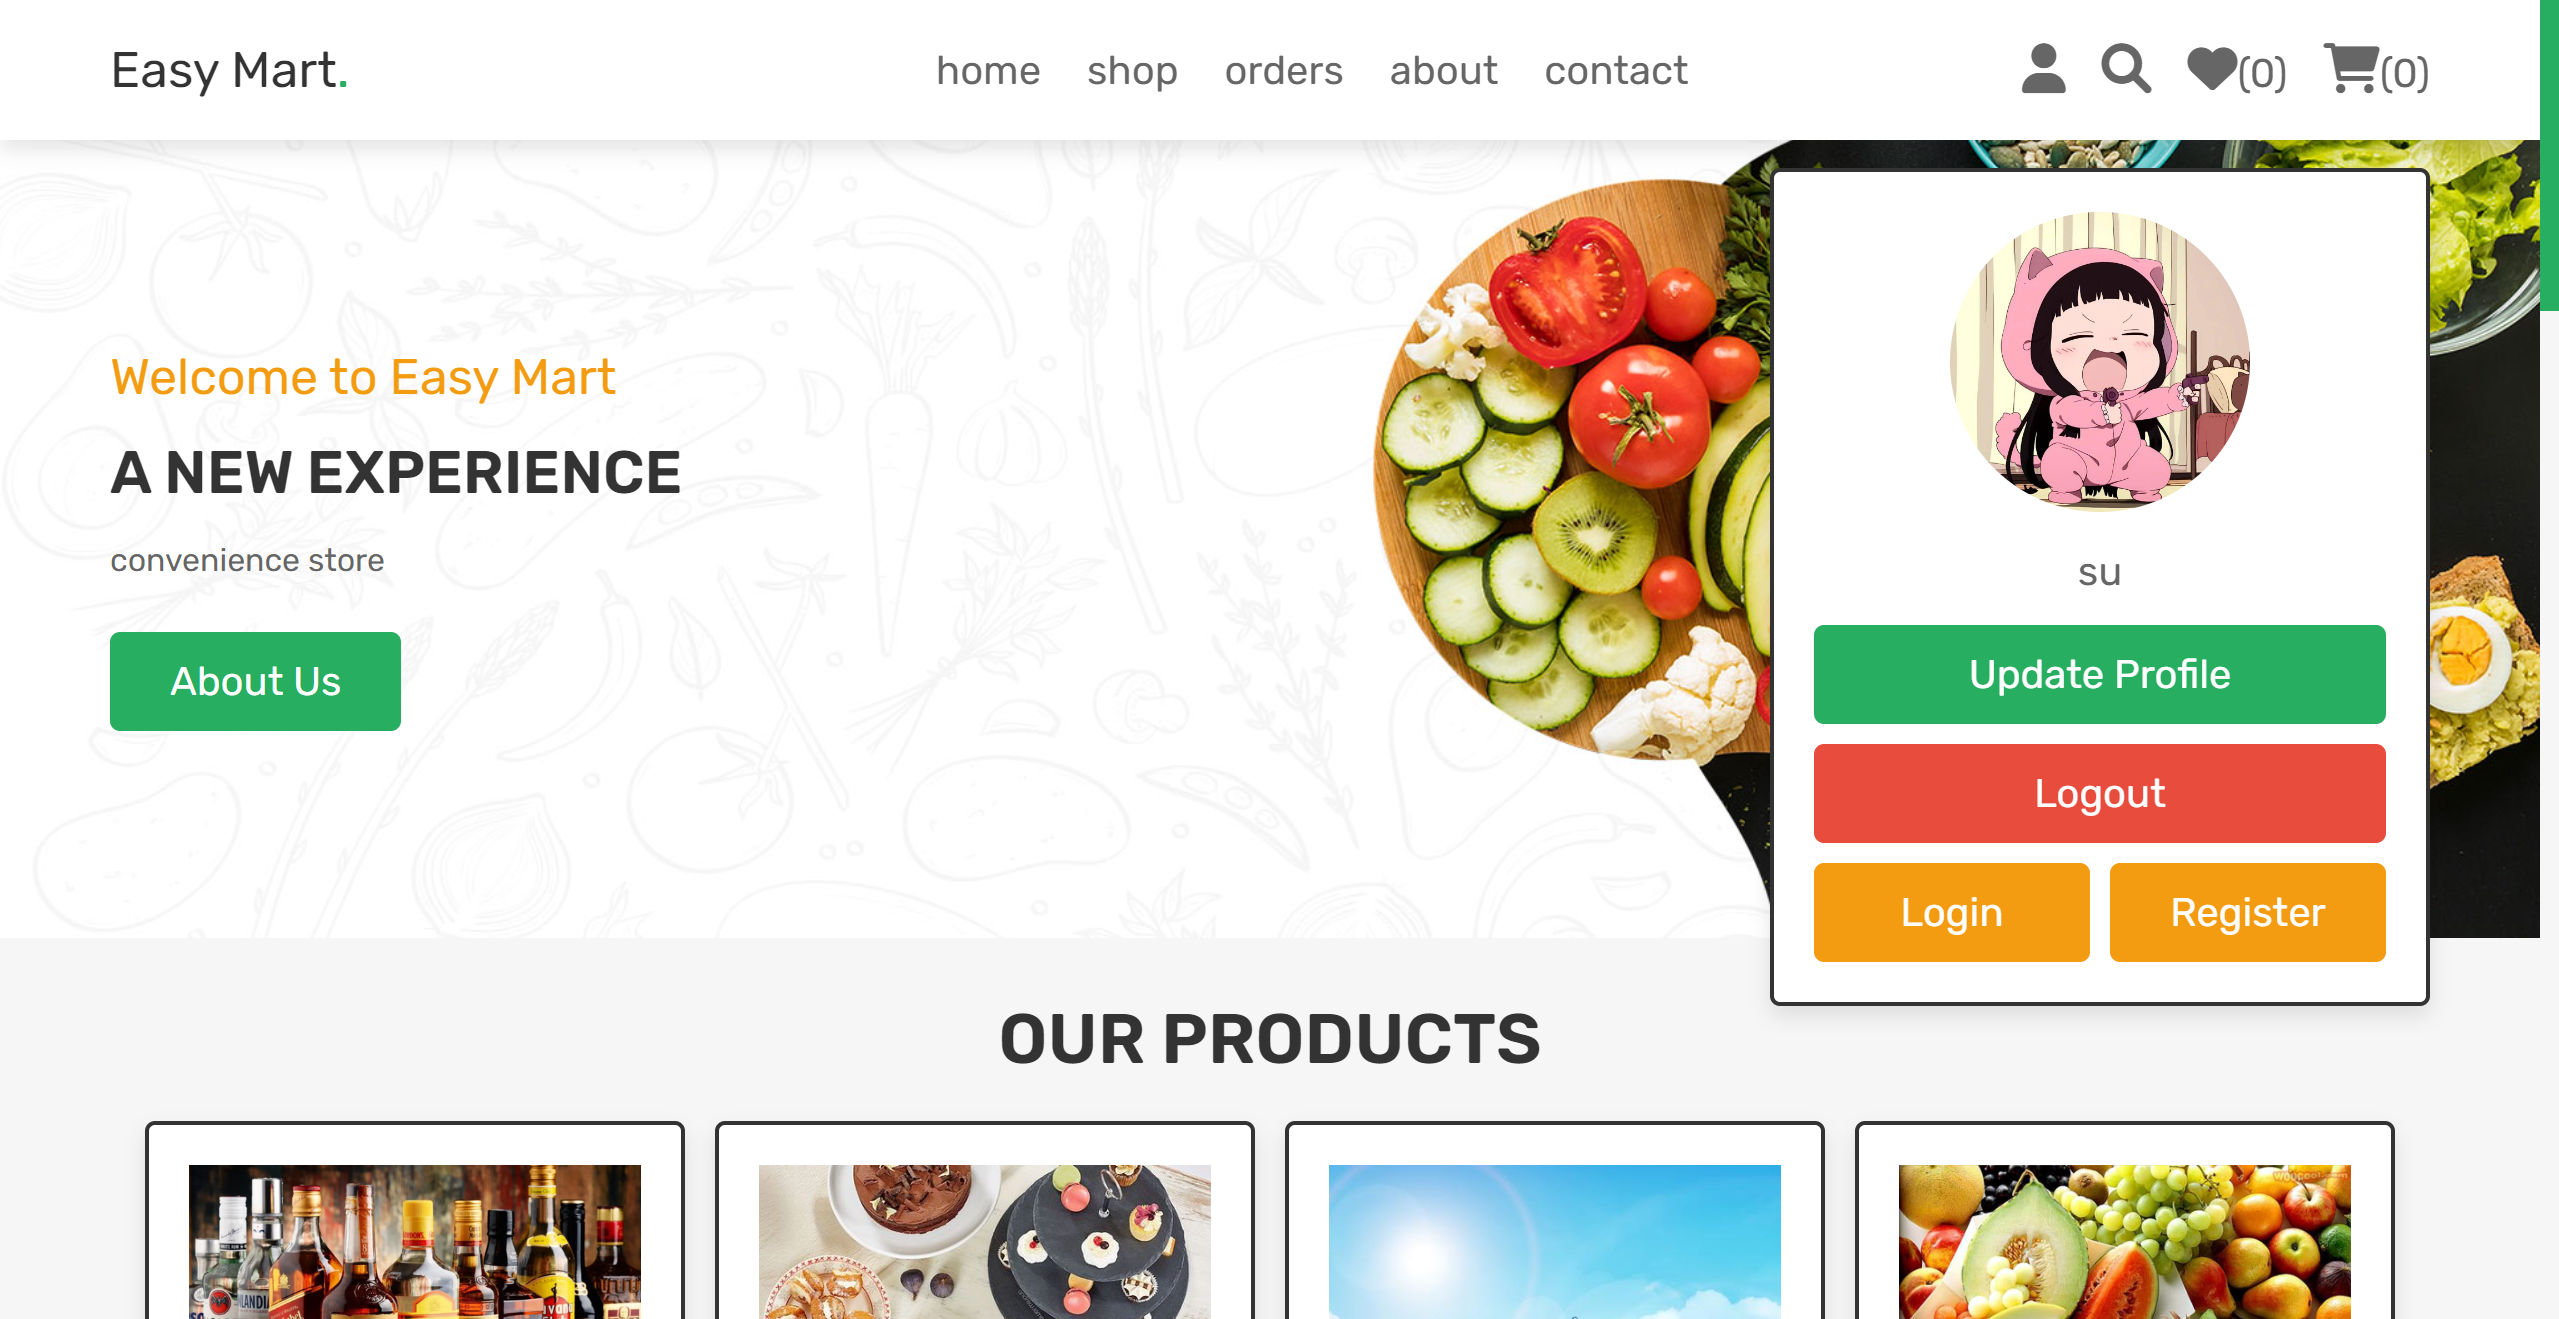 Easy Mart.
home shop orders about contact
(0) (0)
Welcome to Easy Mart
A NEW EXPERIENCE
convenience store
About Us
su
Update Profile
Logout
Login Register
OUR PRODUCTS